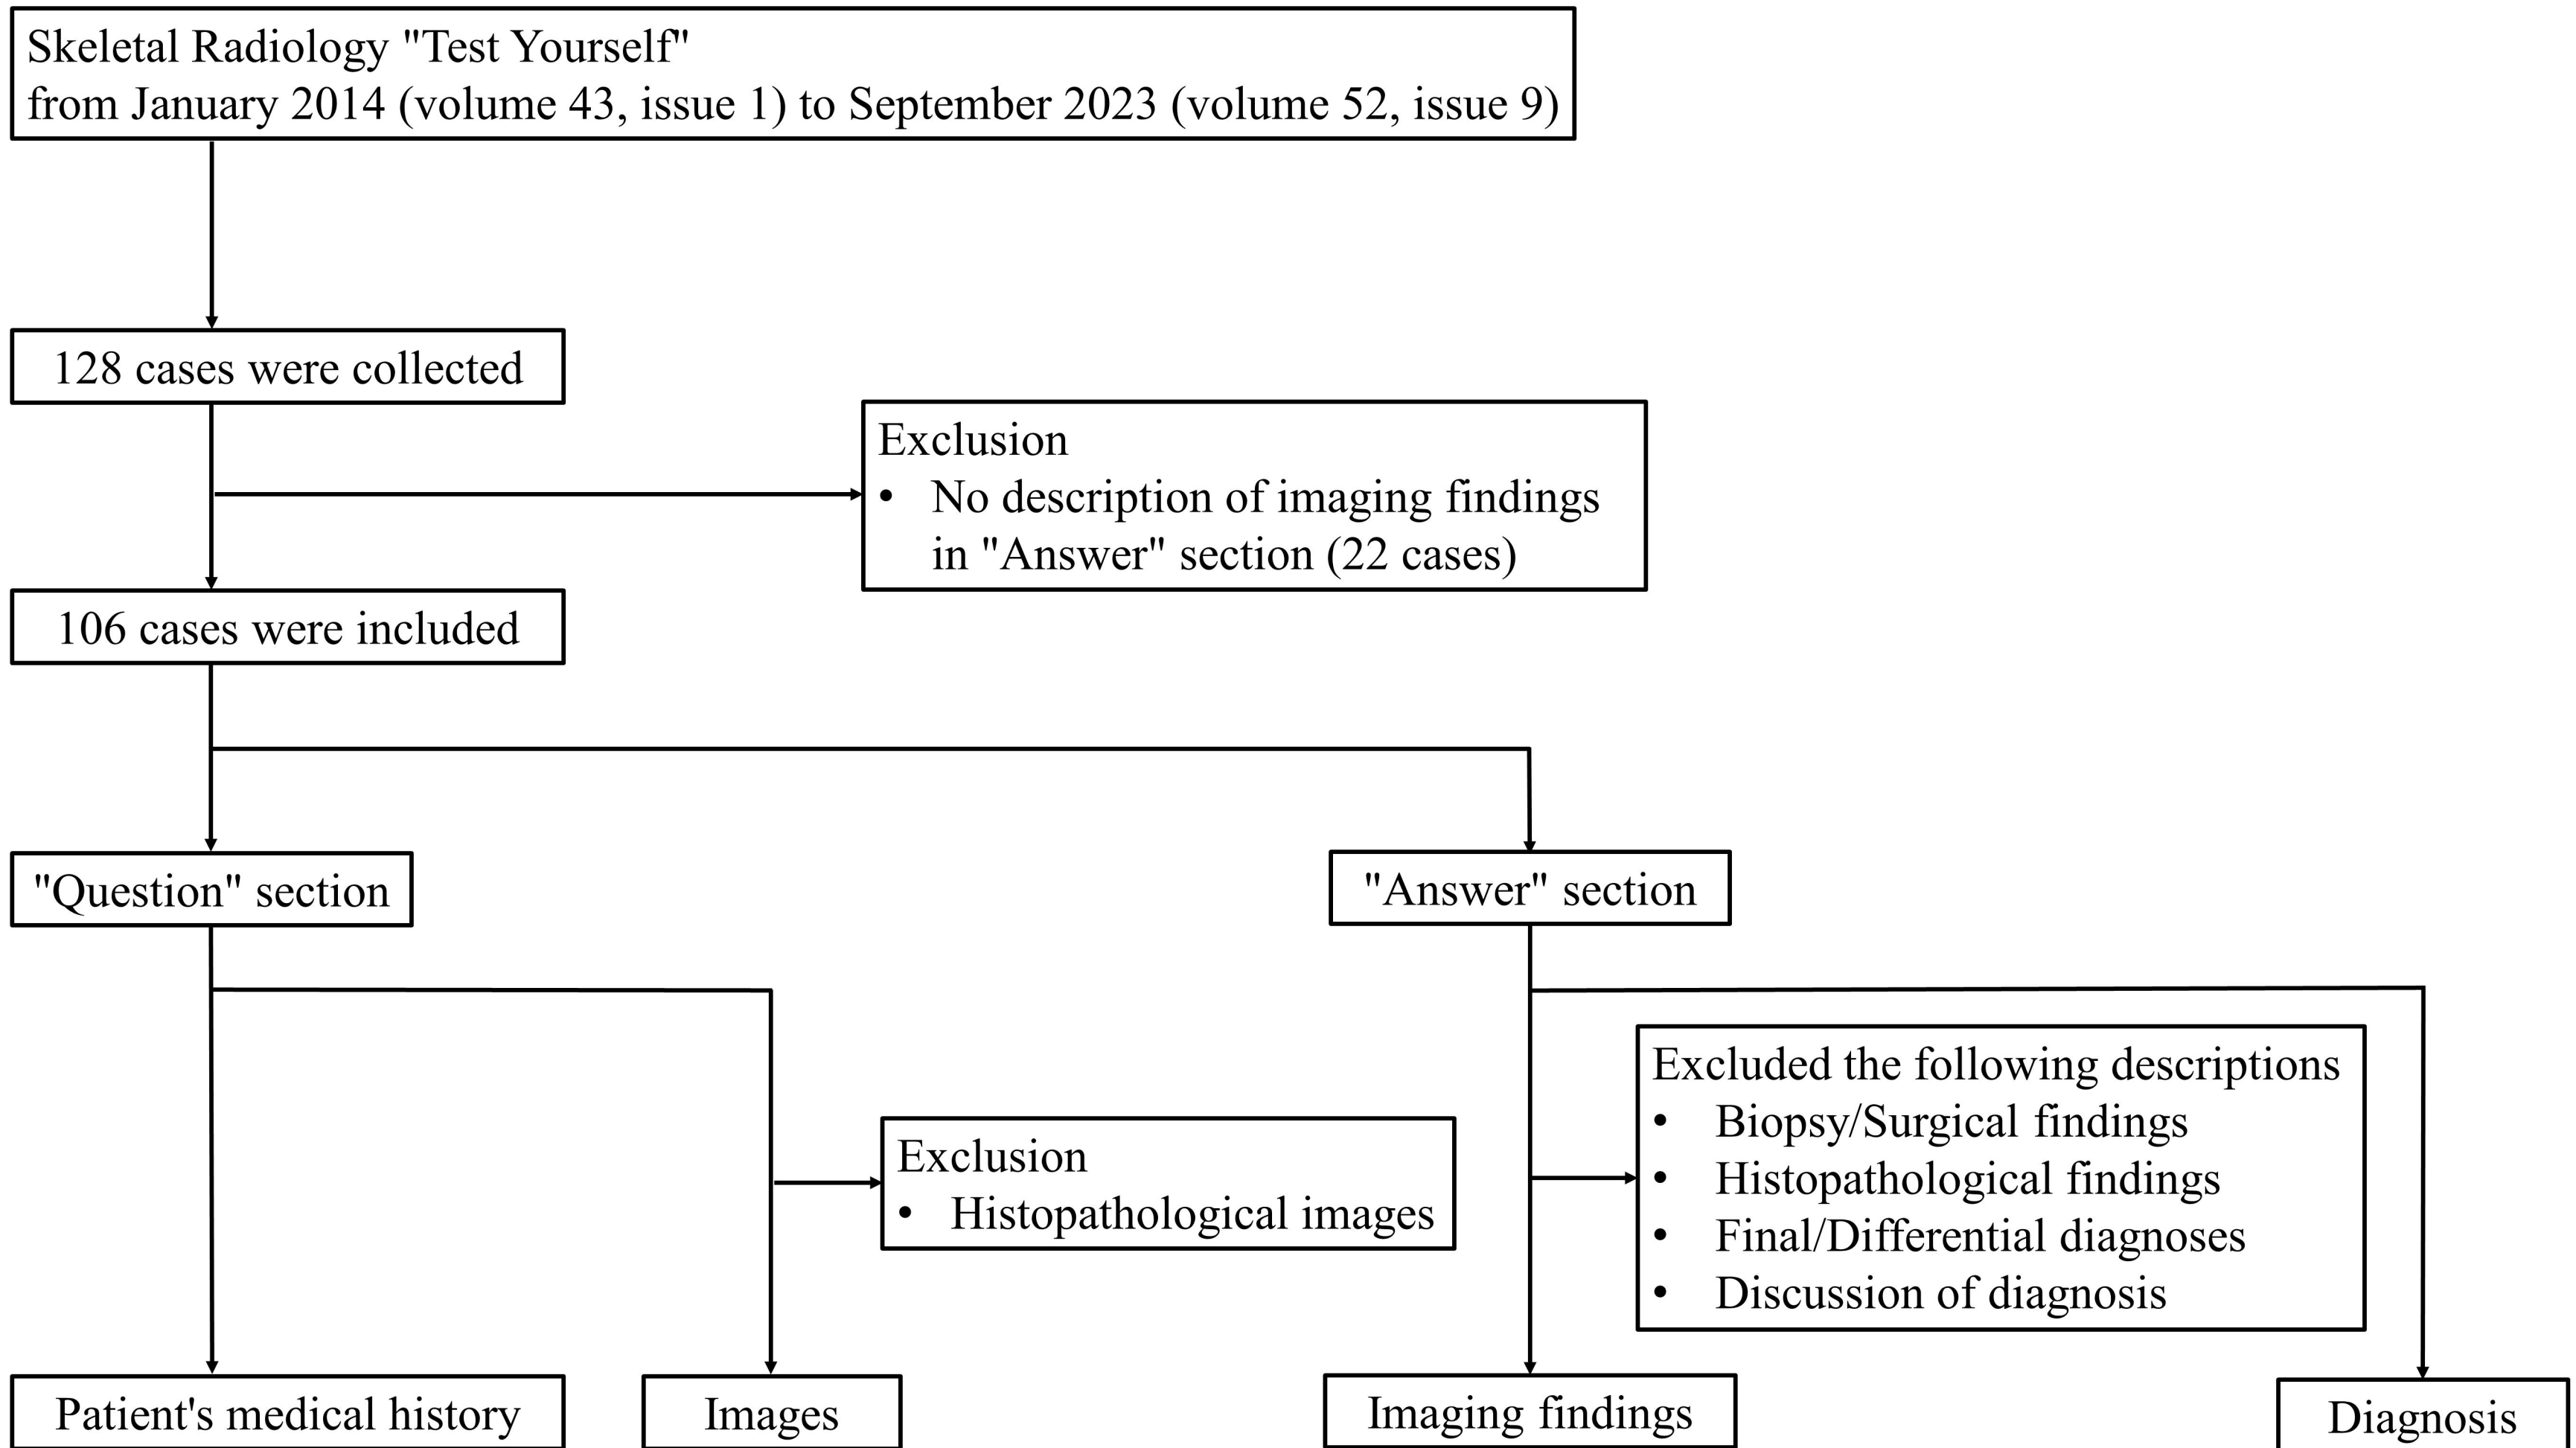 Skeletal Radiology "Test Yourself"
from January 2014 (volume 43, issue 1) to September 2023 (volume 52, issue 9)
128 cases were collected
Exclusion
• No description of imaging findings
in "Answer" section (22 cases)
106 cases were included
"Question" section
"Answer" section
Exclusion
• Histopathological images
Excluded the following descriptions
• Biopsy/Surgical findings
• Histopathological findings
• Final/Differential diagnoses
• Discussion of diagnosis
Patient's medical history
Images
Imaging findings
Diagnosis